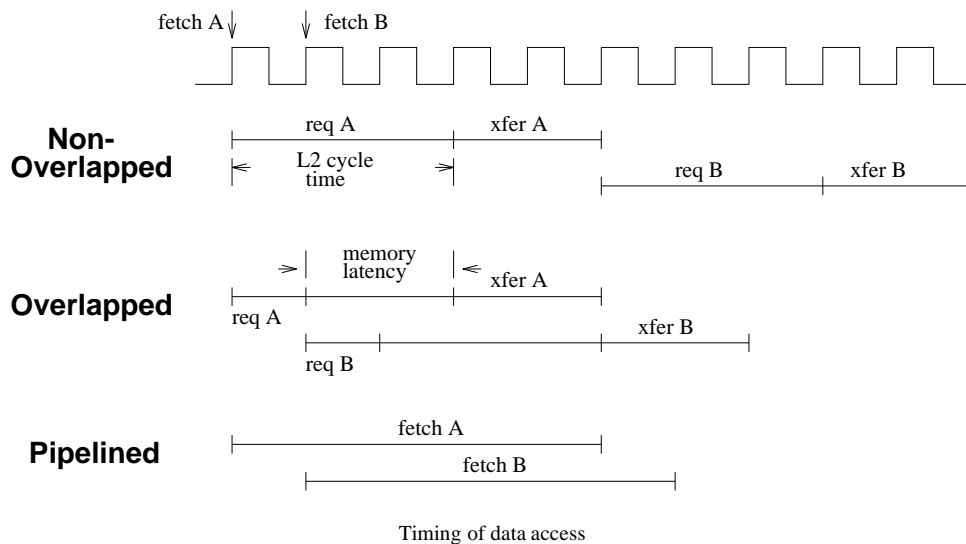 fetch A
fetch B
Non-
Overlapped
req A
xfer A
L2 cycle
time
req B
xfer B
memory
latency
Overlapped
xfer A
req A
xfer B
req B
Pipelined
fetch A
fetch B
Timing of data access